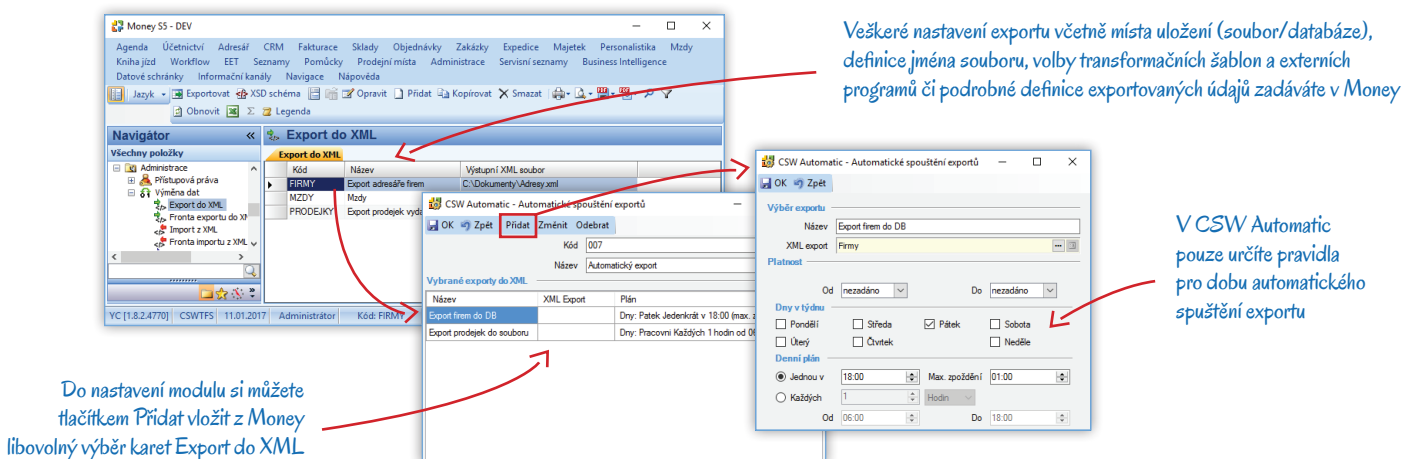 Money S5 - DEV
Agenda Účetnictví Adresář CRM Fakturace Sklady Objednávky Zakázky Expedice Majetek Personalistika Mzdy
Kniha jízd Workflow EET Seznamy Pomůcky Prodejní místa Administrace Servisní seznamy Business Intelligence
Datové schránky Informační kanály Navigace Nápověda
Jazyk Exportovat XSD schéma Opravit Přidat Kopírovat Smazat
Obnovit Σ Legenda
Navigátor «
Export do XML
Všechny položky
Export do XML
Administrace
Přístupová práva
Výměna dat
Export do XML
Fronta exportu do XM
Import z XML
Fronta importu z XML
Kód Název Výstupní XML soubor
FIRMY Export adresáře firem C:\Dokumenty\Adresy.xml
MZDY Mzdy
PRODEJKY Export prodejek vyda
YC [1.8.2.4770] CSWTFS 11.01.2017 Administrátor Kód: FIRMY
Veškeré nastavení exportu včetně místa uložení (soubor/databáze),
definice jména souboru, volby transformačních šablon a externích
programů či podrobné definice exportovaných údajů zadáváte v Money
CSW Automatic - Automatické spouštění exportů
OK Zpět Přidat Změnit Odebrat
Kód 007
Název Automatický export
Vybrané exporty do XML
Název XML Export Plán
Export firem do DB Dny: Patek Jedenkrát v 18:00 (max. z
Export prodejek do souboru Dny: Pracovni Každých 1 hodin od 06
CSW Automatic - Automatické spouštění exportů
OK Zpět
Výběr exportu
Název Export firem do DB
XML export Firmy
Platnost
Od nezadáno Do nezadáno
Dny v týdnu
Pondělí Středa Pátek Sobota
Úterý Čtvrtek Neděle
Denní plán
Jednou v 18:00 Max. zpoždění 01:00
Každých 1 Hodin
Od 06:00 Do 18:00
V CSW Automatic
pouze určíte pravidla
pro dobu automatického
spuštění exportu
Do nastavení modulu si můžete
tlačítkem Přidat vložit z Money
libovolný výběr karet Export do XML